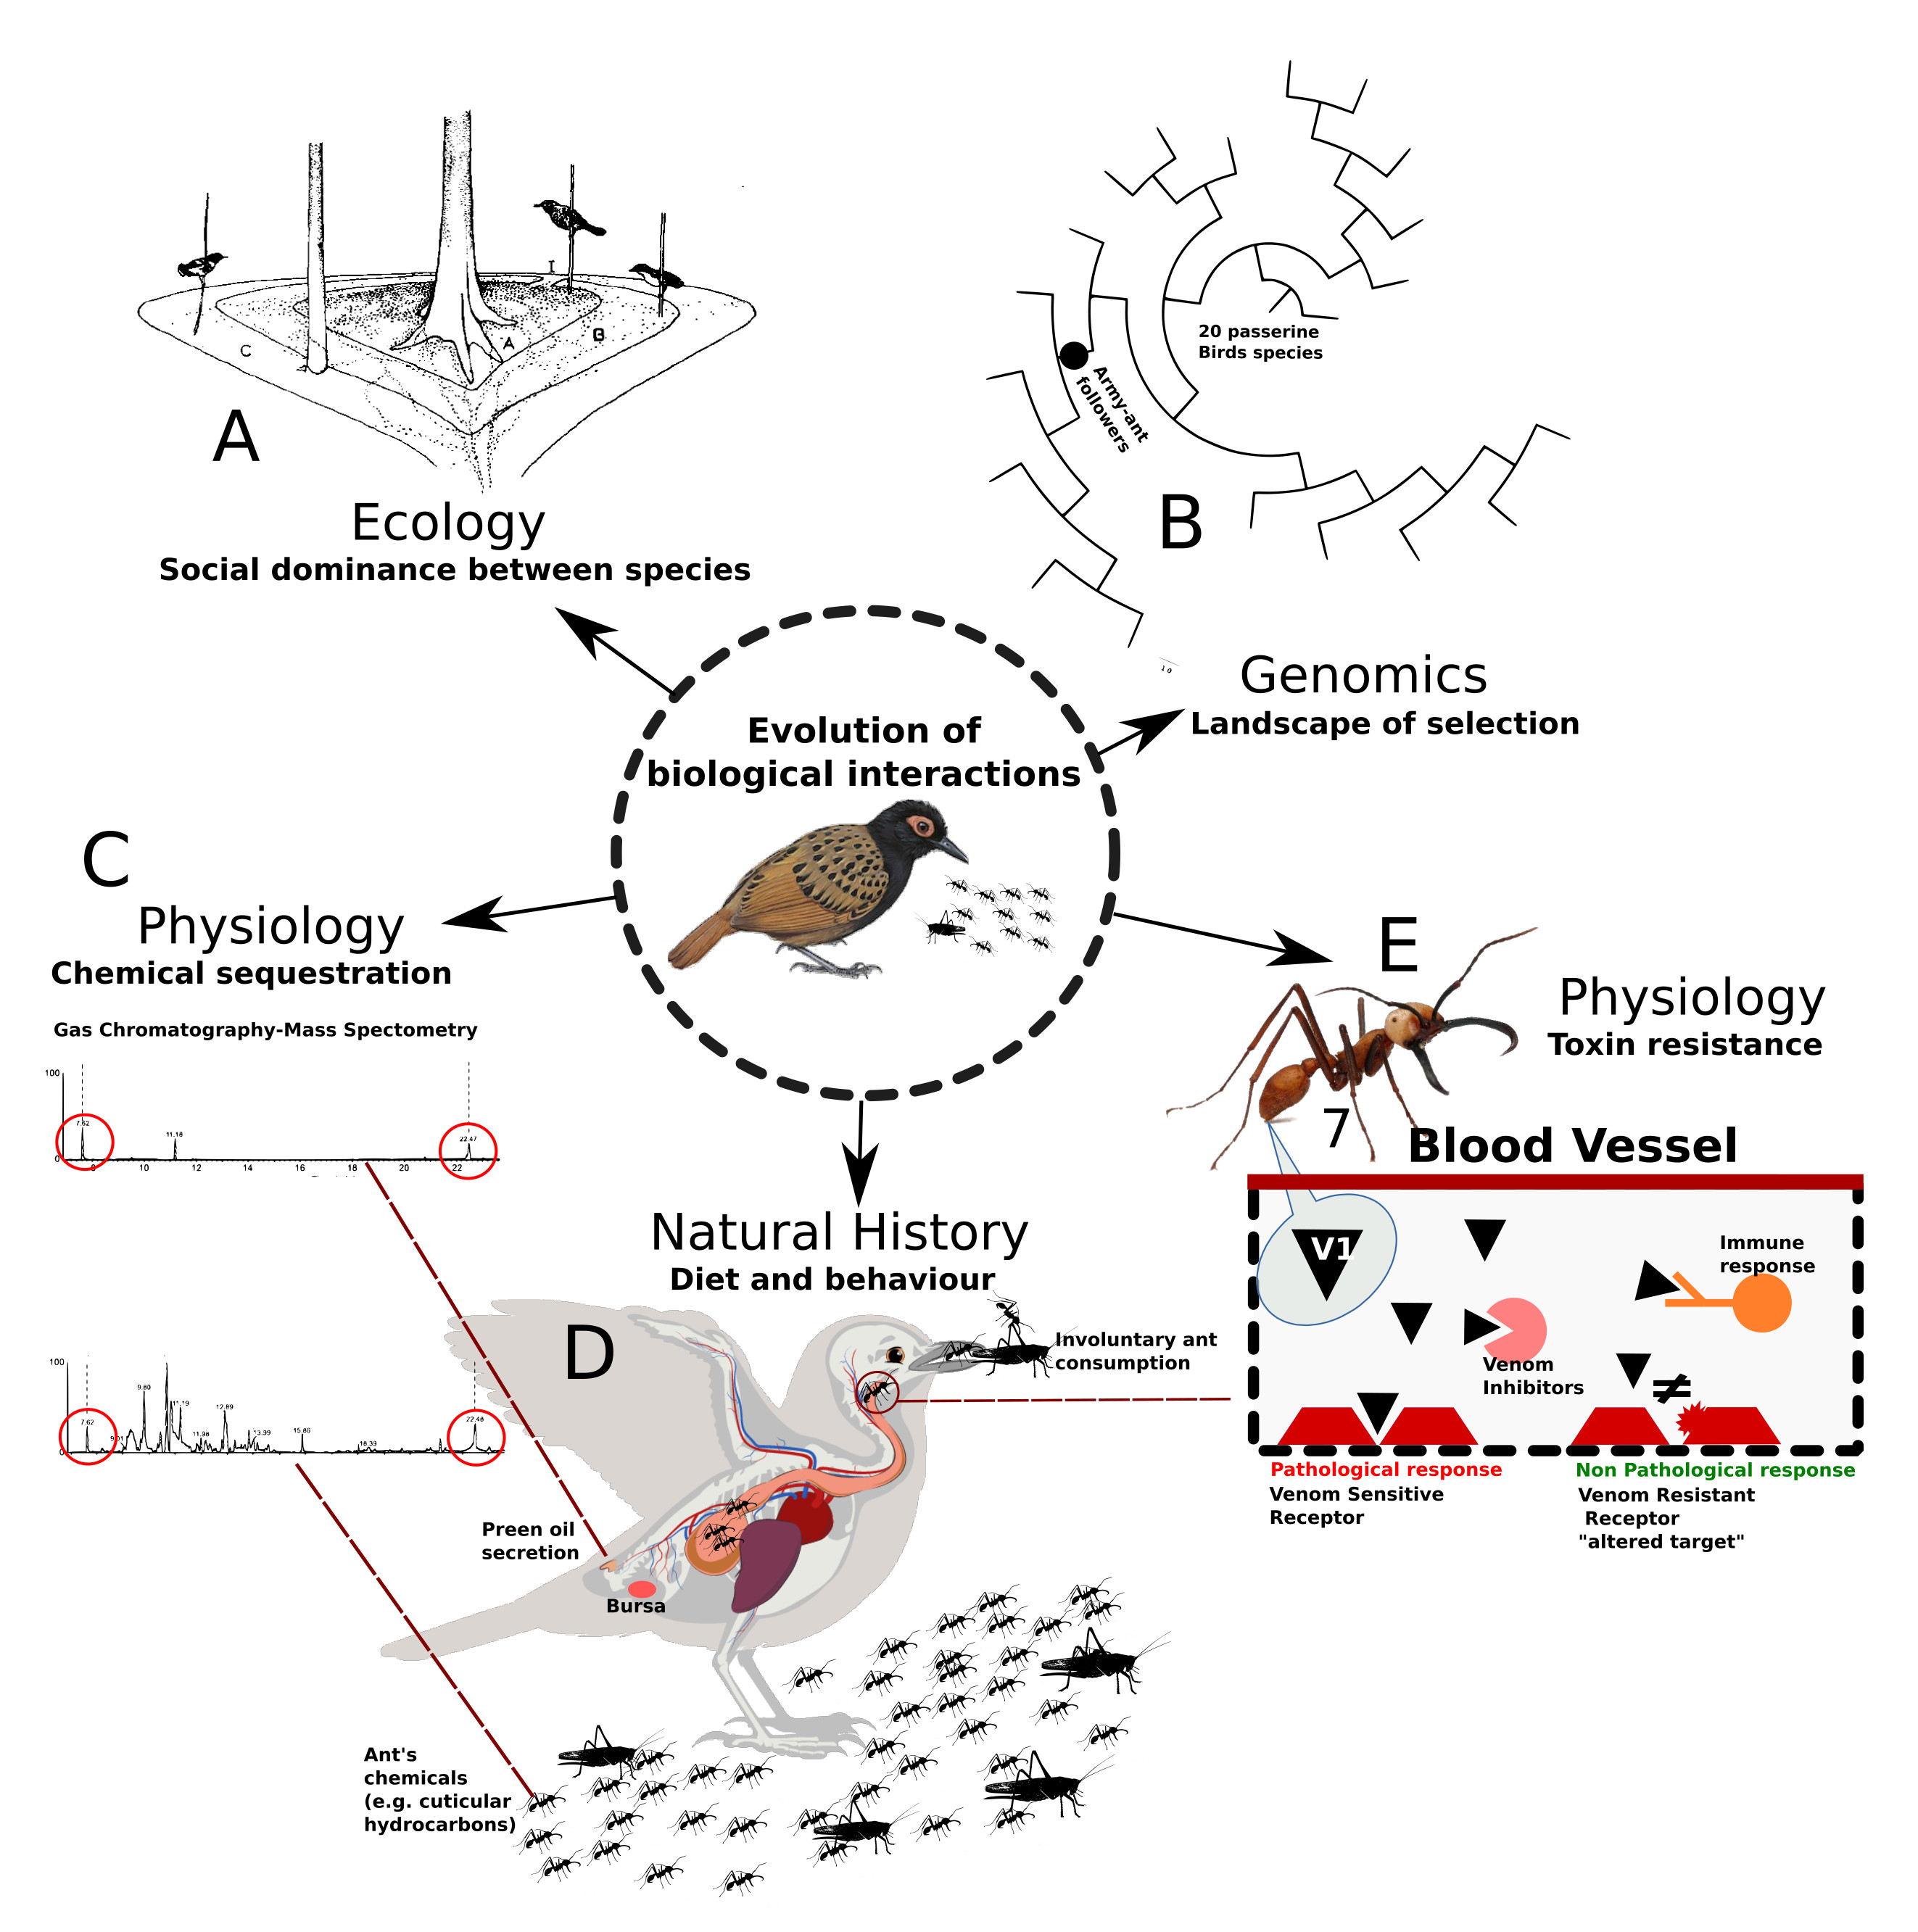 I
A
B
C
A
Ecology
Social dominance between species
20 passerine
Birds species
Army-ant
followers
B
1 0
Genomics
Landscape of selection
Evolution of
biological interactions
C
Physiology
Chemical sequestration
Gas Chromatography-Mass Spectometry
100
7.62
11.18
22.47
0
8 10 12 14 16 18 20 22
100
7.62
9.01
9.80
11.19
11.98
12.89
13.99
15.86
18.39
22.48
0
E
Physiology
Toxin resistance
7
Blood Vessel
V1
Immune
response
Venom
Inhibitors
≠
Pathological response
Venom Sensitive
Receptor
Non Pathological response
Venom Resistant
Receptor
"altered target"
Natural History
Diet and behaviour
D
Involuntary ant
consumption
Preen oil
secretion
Bursa
Ant's
chemicals
(e.g. cuticular
hydrocarbons)